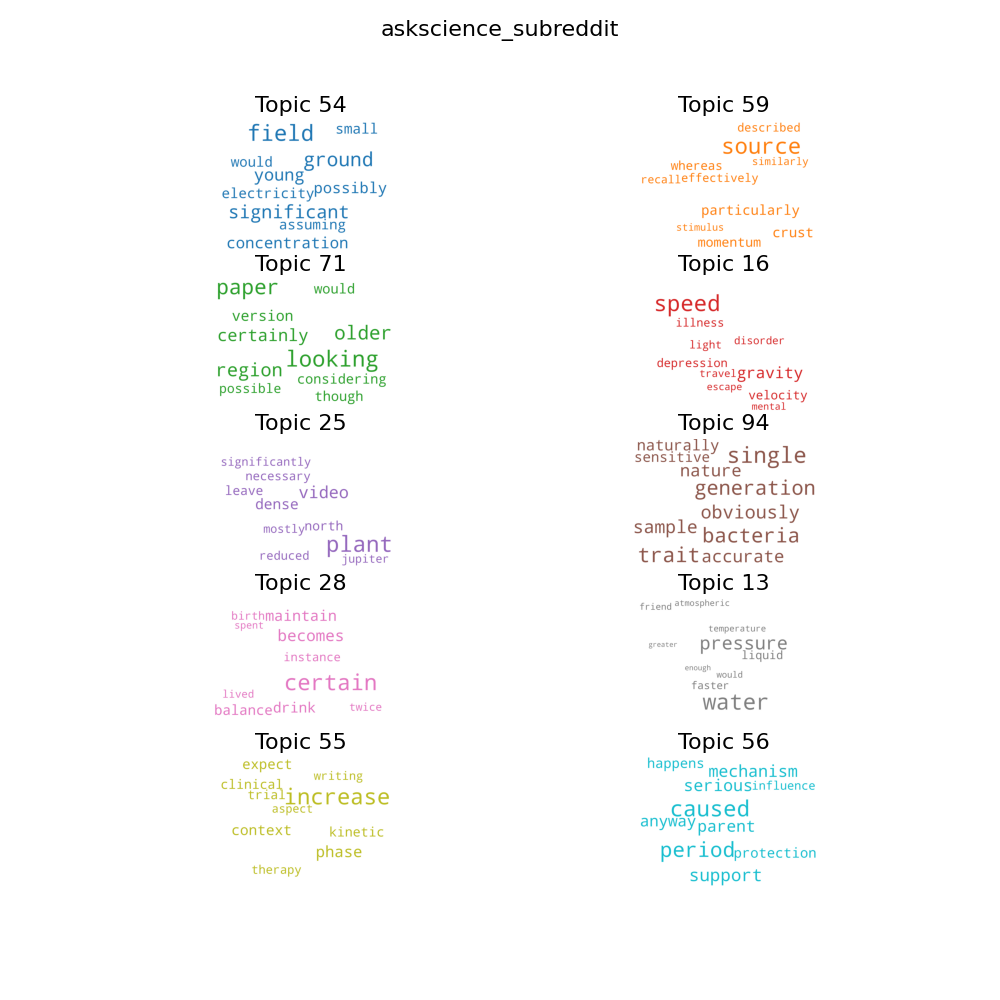 askscience_subreddit
Topic 54
field small
would ground
young
electricity possibly
significant
assuming
concentration
Topic 59
described
source
whereas similarly
recall effectively
particularly
stimulus crust
momentum
Topic 71
paper would
version
certainly older
looking
region considering
possible though
Topic 16
speed
illness
light disorder
depression
travel gravity
escape velocity
mental
Topic 25
significantly
necessary
leave video
dense
mostly north
plant
reduced jupiter
Topic 94
naturally single
sensitive
nature
generation
obviously
sample bacteria
trait accurate
Topic 28
birth maintain
spent
becomes
instance
certain
lived
balance drink twice
Topic 13
friend atmospheric
temperature
greater pressure
liquid
enough would
faster
water
Topic 55
expect writing
clinical
trial increase
aspect
context kinetic
phase
therapy
Topic 56
happens mechanism
serious influence
caused
anyway parent
period protection
support